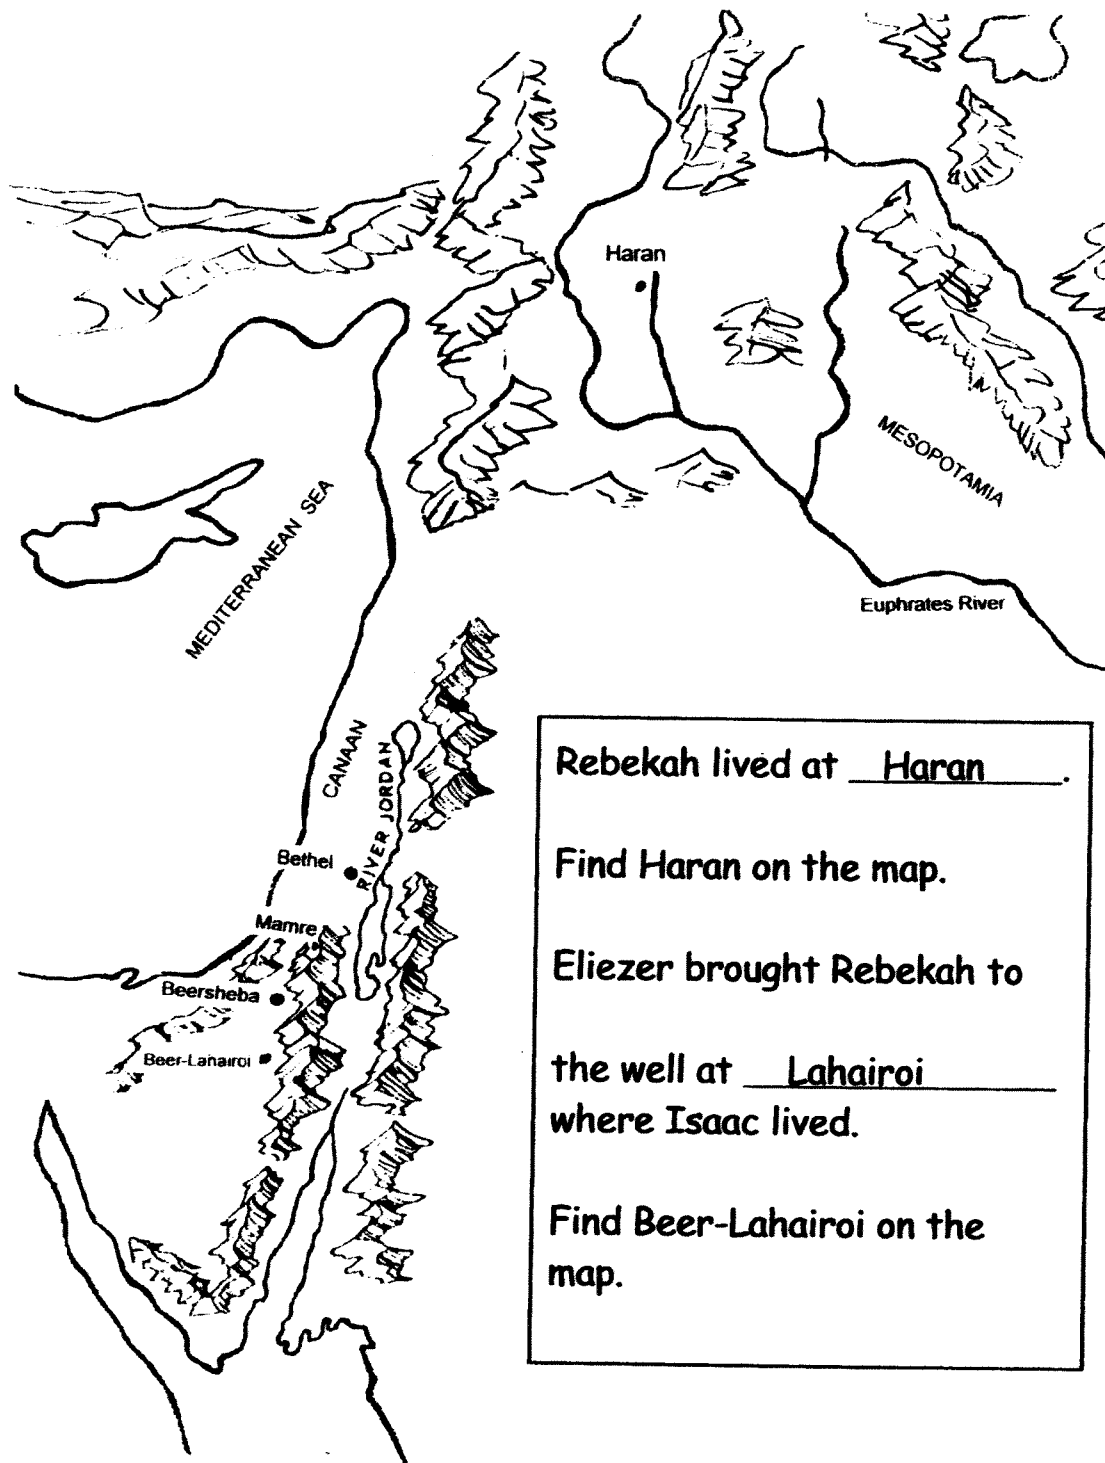 Haran
MESOPOTAMIA
MEDITERRANEAN SEA
Euphrates River
CANAAN
RIVER JORDAN
Bethel
Mamre
Beersheba
Beer-Lahairoi
Rebekah lived at Haran.
Find Haran on the map.
Eliezer brought Rebekah to
the well at Lahairoi
where Isaac lived.
Find Beer-Lahairoi on the
map.